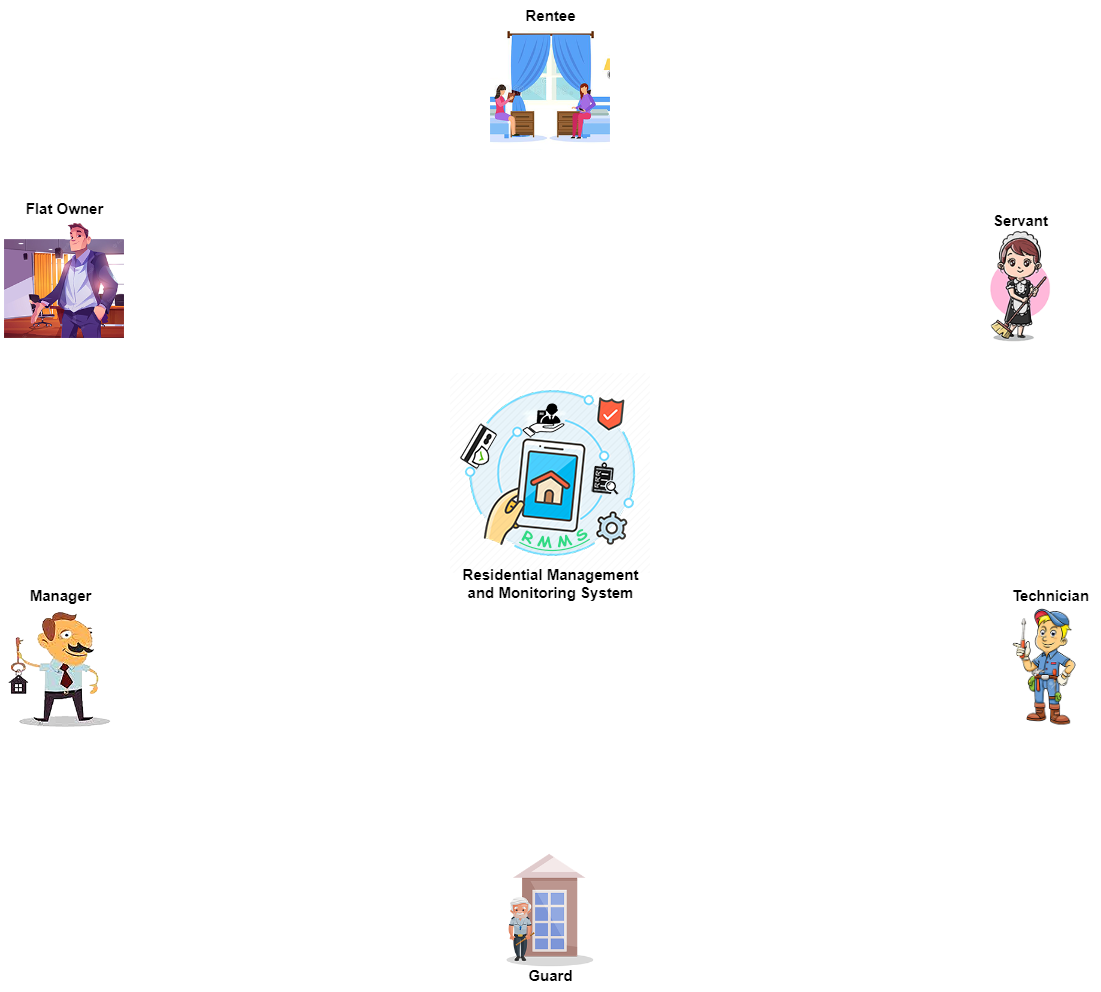 Rentee
Flat Owner
Servant
RMMS
Residential Management
and Monitoring System
Manager
Technician
Guard